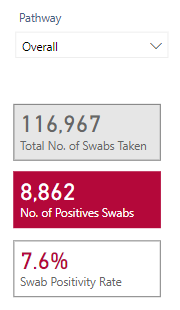 Pathway
Overall
116,967
Total No. of Swabs Taken
8,862
No. of Positives Swabs
7.6%
Swab Positivity Rate